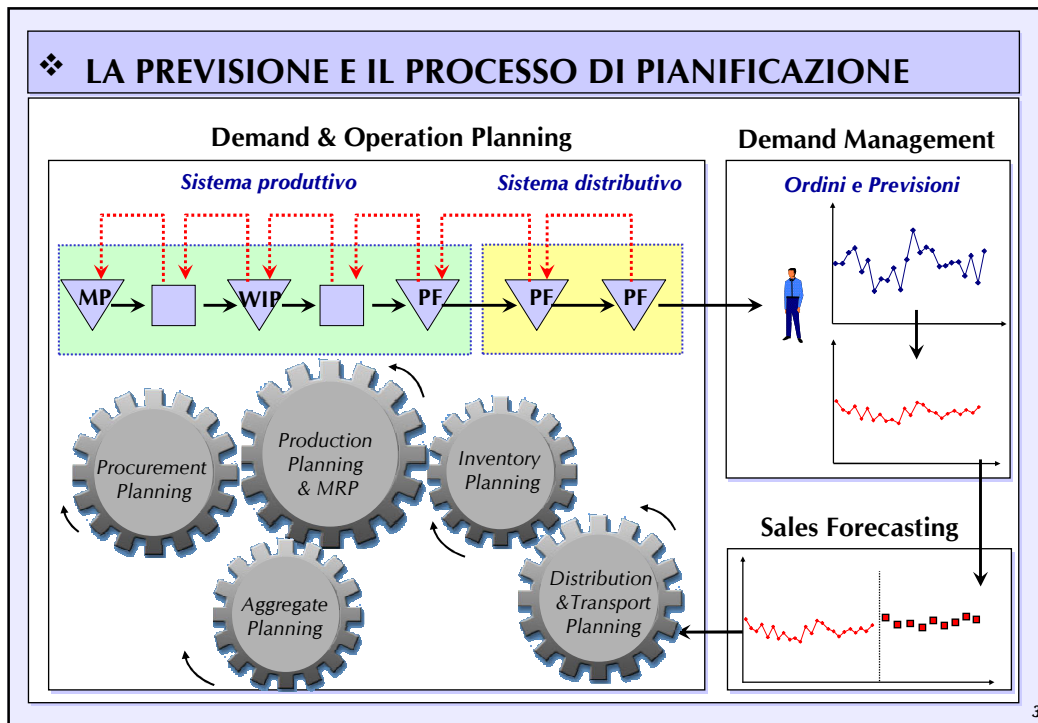 ❖ LA PREVISIONE E IL PROCESSO DI PIANIFICAZIONE
Demand & Operation Planning
Sistema produttivo
Sistema distributivo
MP
WIP
PF
PF
PF
Procurement
Planning
Production
Planning
& MRP
Inventory
Planning
Aggregate
Planning
Distribution
&Transport
Planning
Demand Management
Ordini e Previsioni
Sales Forecasting
3